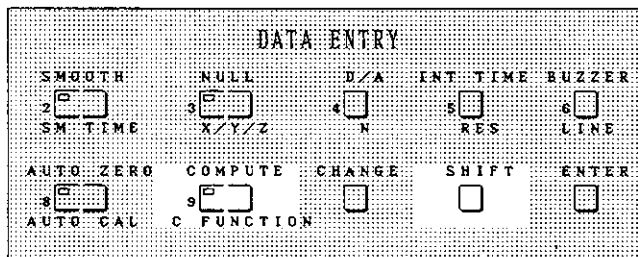 DATA ENTRY
SMOOTH NULL D/A INT TIME BUZZER
2 3 4 5 6
SM TIME X/Y/Z N RES LINE
AUTO ZERO COMPUTE CHANGE SHIFT ENTER
8 9
AUTO CAL C FUNCTION